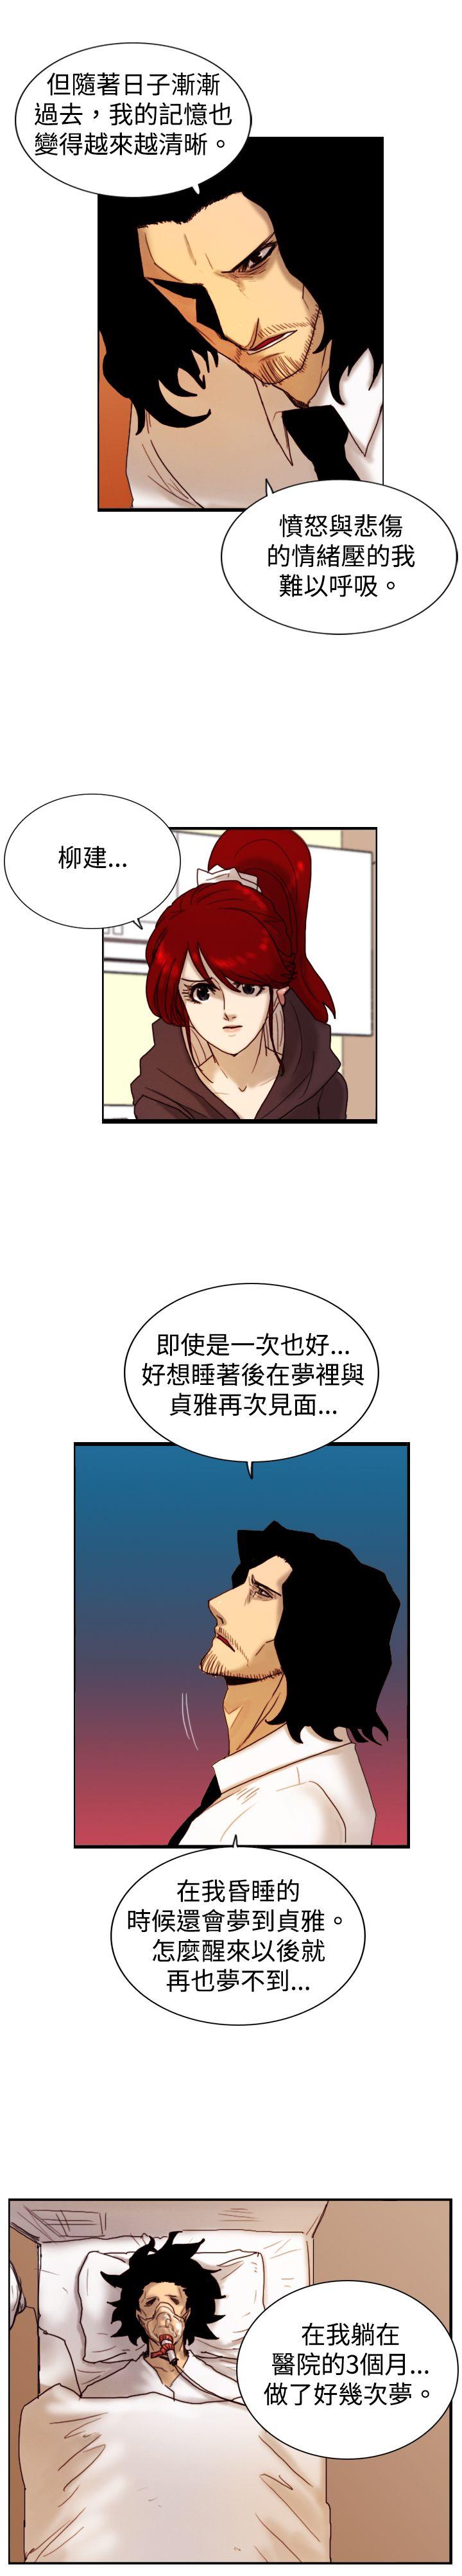 但隨著日子漸漸
過去，我的記憶也
變得越來越清晰。
憤怒與悲傷
的情緒壓的我
難以呼吸。
柳建...
即使是一次也好...
好想睡著後在夢裡與
貞雅再次見面...
在我昏睡的
時候還會夢到貞雅。
怎麼醒來以後就
再也夢不到...
在我躺在
醫院的3個月...
做了好幾次夢。